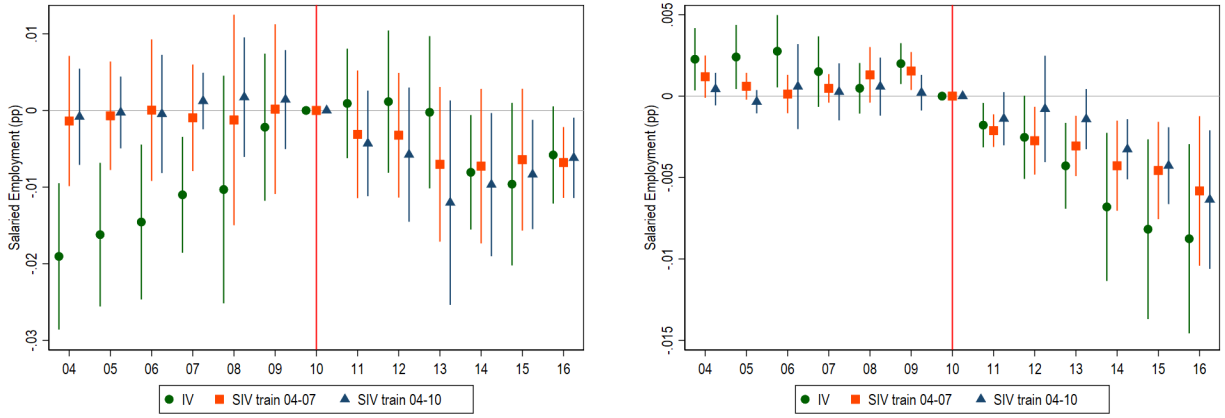 Salaried Employment (pp)
.01
0
-.01
-.02
-.03
04 05 06 07 08 09 10 11 12 13 14 15 16
IV SIV train 04-07 SIV train 04-10
Salaried Employment (pp)
.005
0
-.005
-.01
-.015
04 05 06 07 08 09 10 11 12 13 14 15 16
IV SIV train 04-07 SIV train 04-10